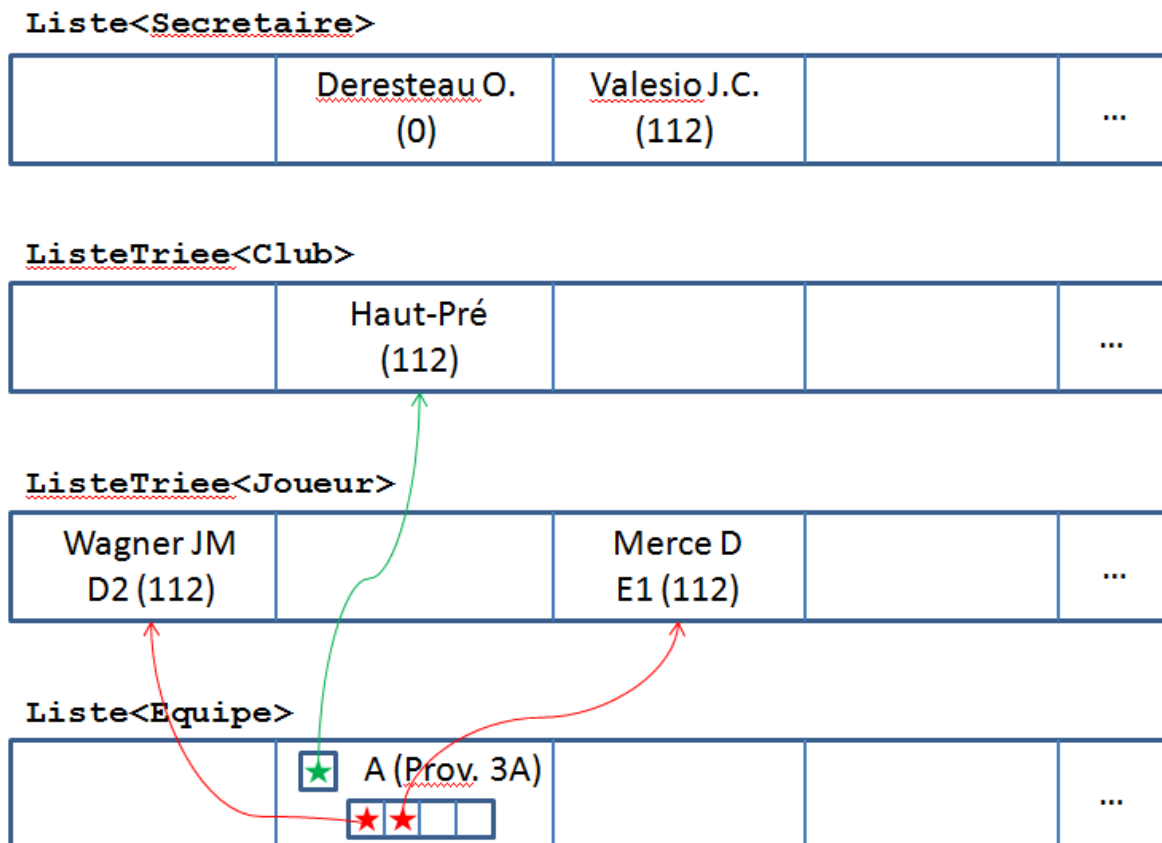 Liste<Secretaire>
Deresteau O.
(0)
Valesio J.C.
(112)
...
ListeTriee<Club>
Haut-Pré
(112)
...
ListeTriee<Joueur>
Wagner JM
D2 (112)
Merce D
E1 (112)
...
Liste<Equipe>
A (Prov. 3A)
...